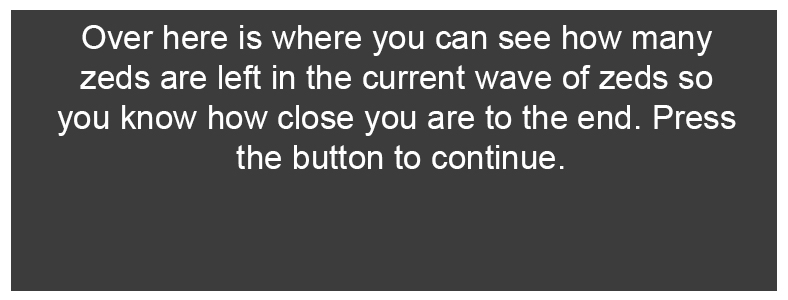 Over here is where you can see how many
zeds are left in the current wave of zeds so
you know how close you are to the end. Press
the button to continue.